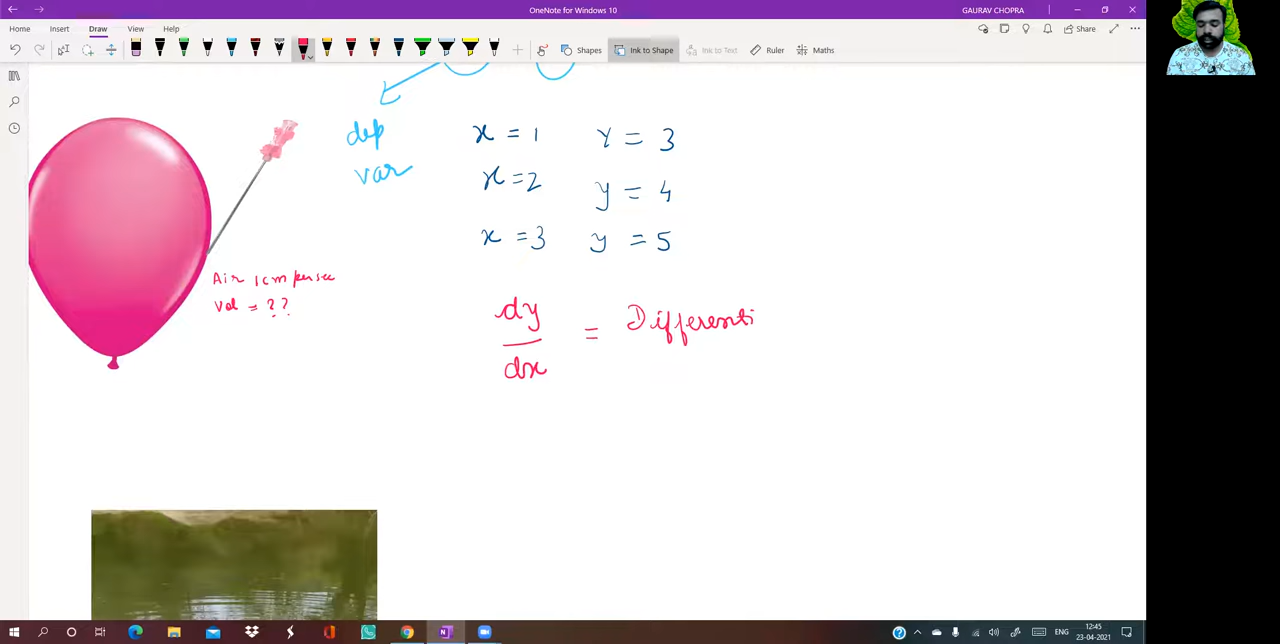 OneNote for Windows 10
GAURAV CHOPRA
Home Insert Draw View Help
Share
Shapes Ink to Shape Ink to Text Ruler Maths
dep
var
x = 1 Y = 3
x = 2 y = 4
x = 3 y = 5
Air 1cm per sec
Vol = ??
dy
dx
= Differenti
ENG
12:45
23-04-2021